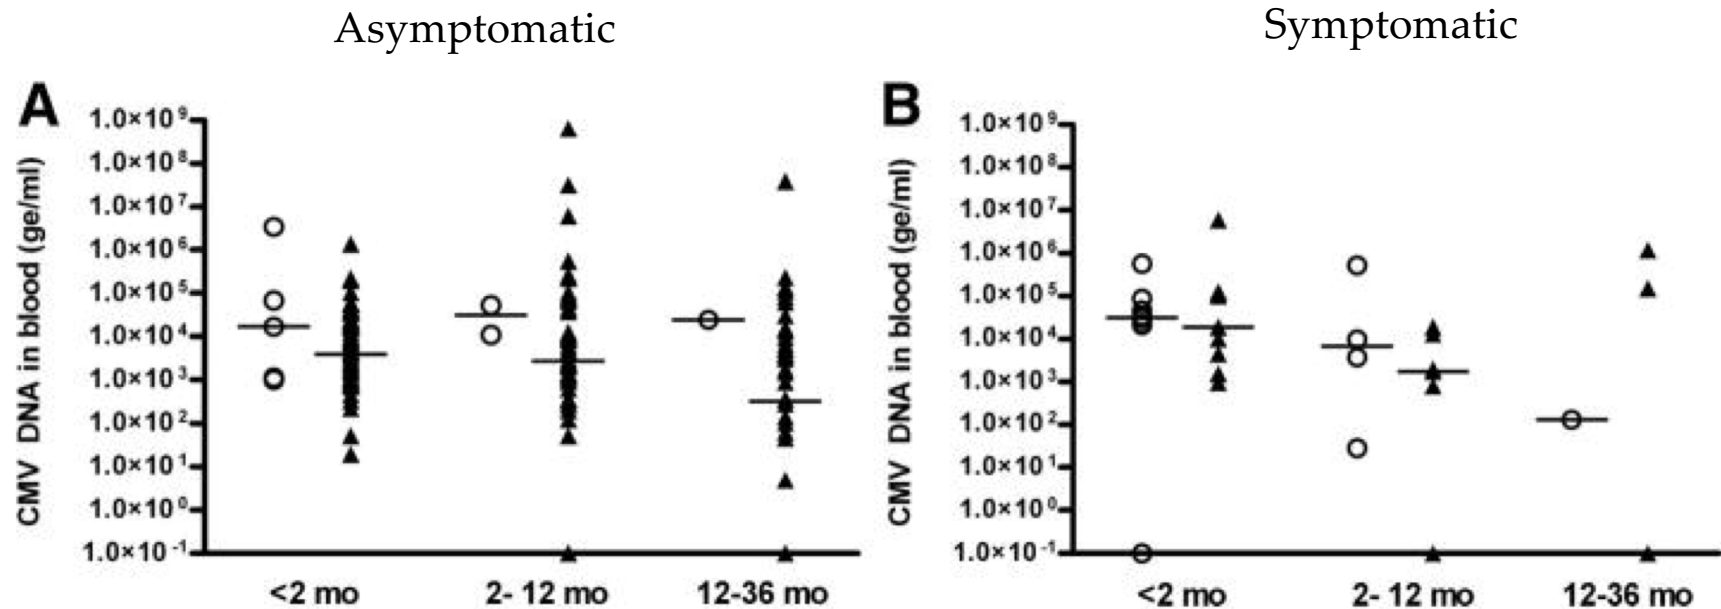 Asymptomatic
Symptomatic
A
CMV DNA in blood (ge/ml)
1.0×10⁹
1.0×10⁸
1.0×10⁷
1.0×10⁶
1.0×10⁵
1.0×10⁴
1.0×10³
1.0×10²
1.0×10¹
1.0×10⁰
1.0×10⁻¹
<2 mo
2- 12 mo
12-36 mo
B
CMV DNA in blood (ge/ml)
1.0×10⁹
1.0×10⁸
1.0×10⁷
1.0×10⁶
1.0×10⁵
1.0×10⁴
1.0×10³
1.0×10²
1.0×10¹
1.0×10⁰
1.0×10⁻¹
<2 mo
2- 12 mo
12-36 mo